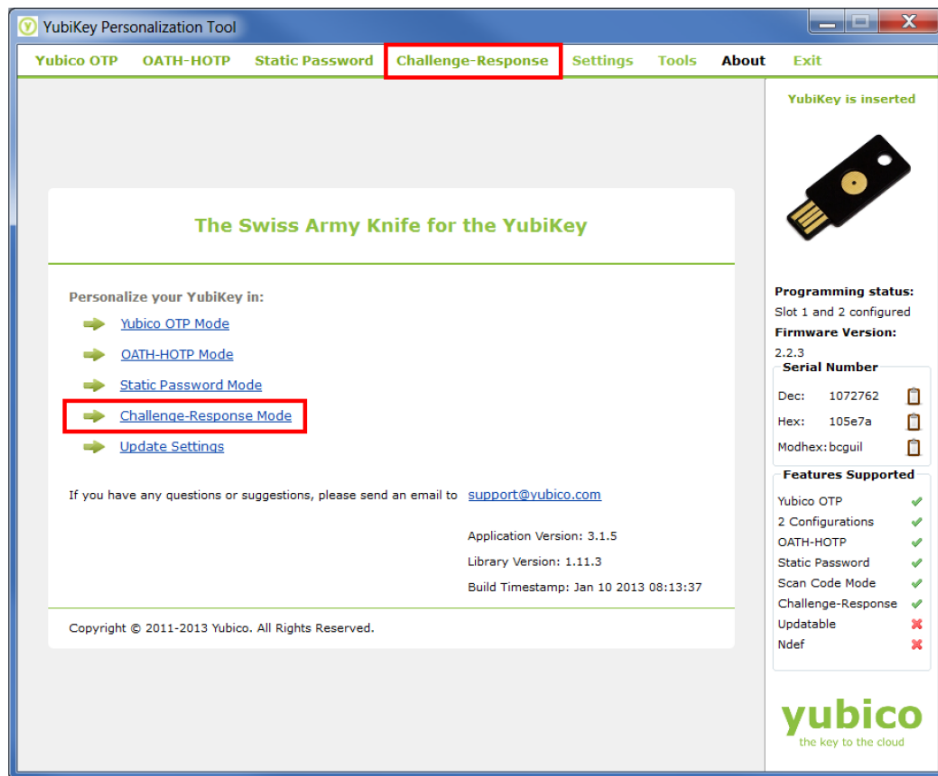 YubiKey Personalization Tool
Yubico OTP OATH-HOTP Static Password Challenge-Response Settings Tools About Exit
The Swiss Army Knife for the YubiKey
Personalize your YubiKey in:
Yubico OTP Mode
OATH-HOTP Mode
Static Password Mode
Challenge-Response Mode
Update Settings
If you have any questions or suggestions, please send an email to support@yubico.com
Application Version: 3.1.5
Library Version: 1.11.3
Build Timestamp: Jan 10 2013 08:13:37
Copyright © 2011-2013 Yubico. All Rights Reserved.
YubiKey is inserted
Programming status:
Slot 1 and 2 configured
Firmware Version:
2.2.3
Serial Number
Dec: 1072762
Hex: 105e7a
Modhex: bcguil
Features Supported
Yubico OTP
2 Configurations
OATH-HOTP
Static Password
Scan Code Mode
Challenge-Response
Updatable
Ndef
yubico
the key to the cloud